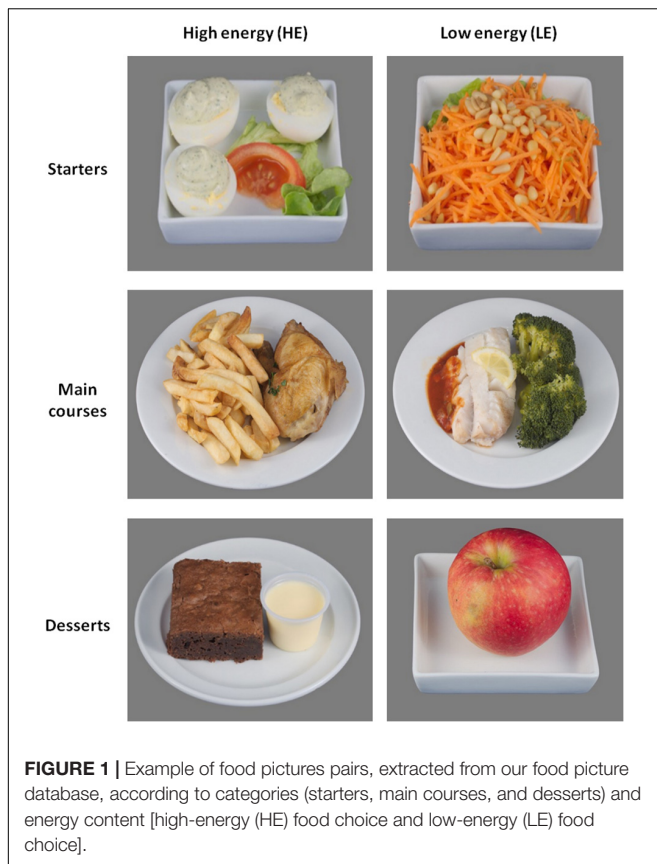 High energy (HE)
Low energy (LE)
Starters
Main
courses
Desserts
FIGURE 1 | Example of food pictures pairs, extracted from our food picture
database, according to categories (starters, main courses, and desserts) and
energy content [high-energy (HE) food choice and low-energy (LE) food
choice].